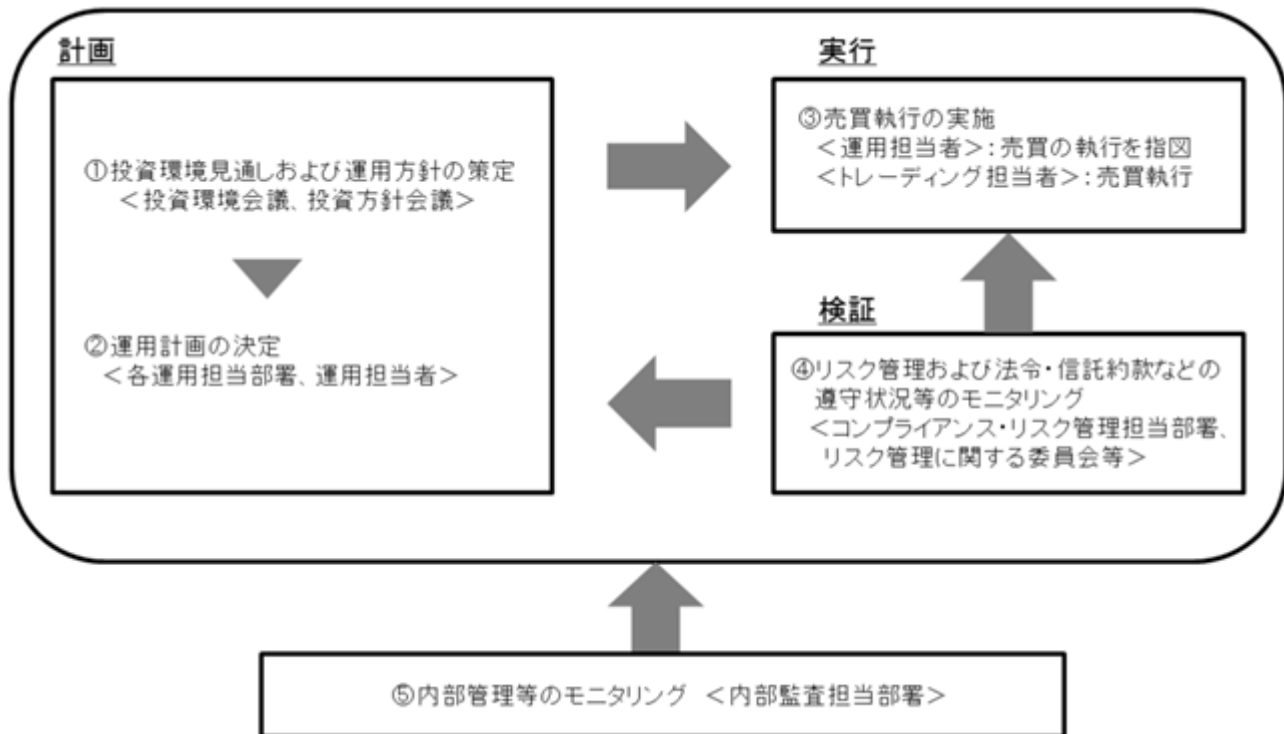 計画
①投資環境見通しおよび運用方針の策定
<投資環境会議、投資方針会議>
②運用計画の決定
<各運用担当部署、運用担当者>
実行
③売買執行の実施
<運用担当者>:売買の執行を指図
<トレーディング担当者>:売買執行
検証
④リスク管理および法令・信託約款などの
遵守状況等のモニタリング
<コンプライアンス・リスク管理担当部署、
リスク管理に関する委員会等>
⑤内部管理等のモニタリング <内部監査担当部署>